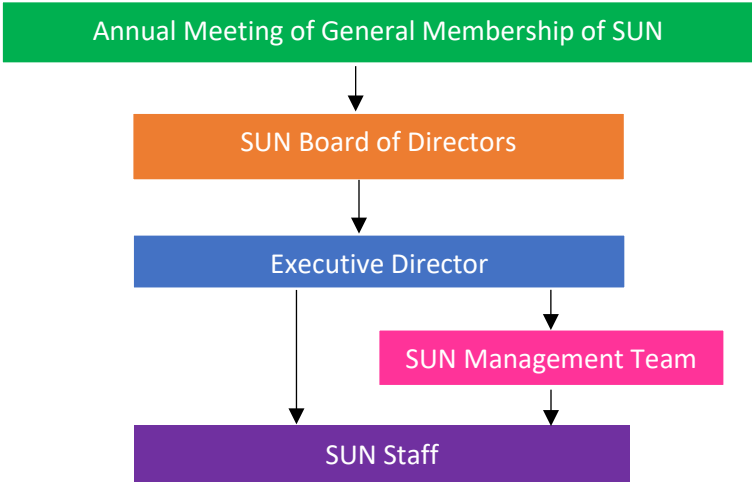 Annual Meeting of General Membership of SUN
SUN Board of Directors
Executive Director
SUN Management Team
SUN Staff